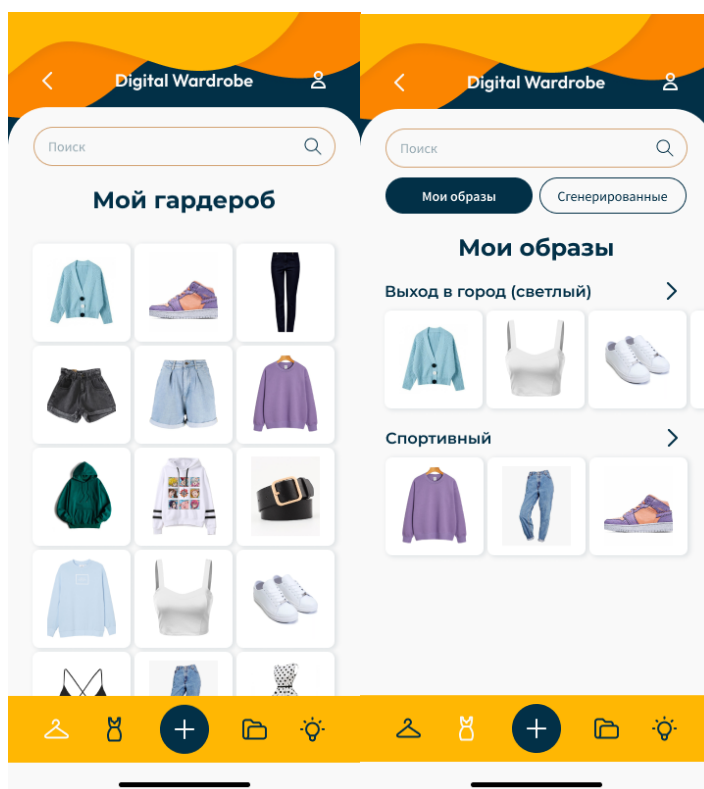 Digital Wardrobe
Поиск
Мой гардероб
Digital Wardrobe
Поиск
Мои образы
Сгенерированные
Мои образы
Выход в город (светлый)
Спортивный